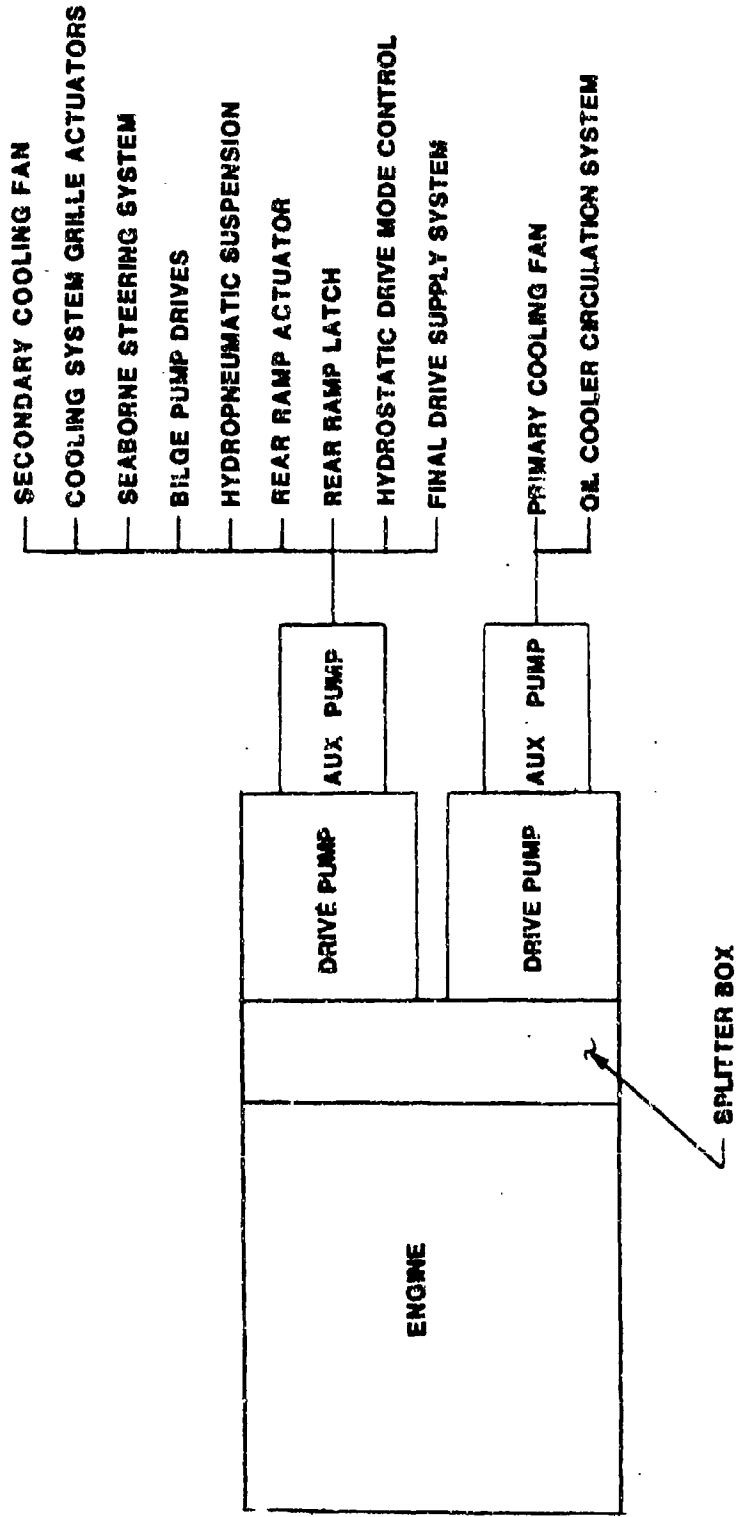 SECONDARY COOLING FAN
COOLING SYSTEM GRILLE ACTUATORS
SEABORNE STEERING SYSTEM
BILGE PUMP DRIVES
HYDROPNEUMATIC SUSPENSION
REAR RAMP ACTUATOR
REAR RAMP LATCH
HYDROSTATIC DRIVE MODE CONTROL
FINAL DRIVE SUPPLY SYSTEM
PRIMARY COOLING FAN
OIL COOLER CIRCULATION SYSTEM
AUX PUMP
AUX PUMP
DRIVE PUMP
DRIVE PUMP
ENGINE
SPLITTER BOX